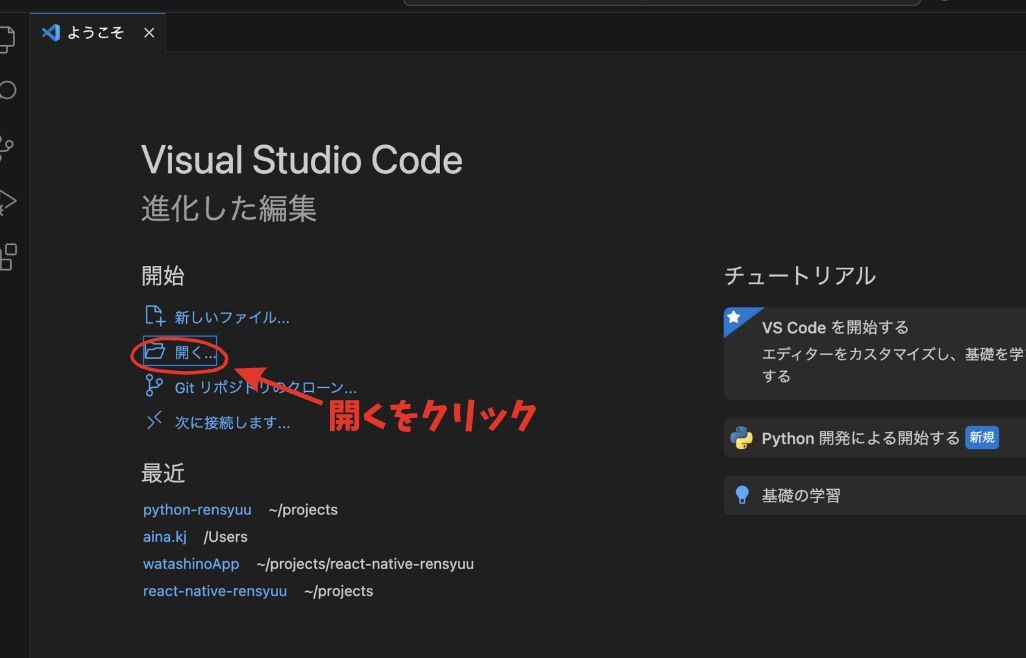 ようこそ
Visual Studio Code
進化した編集
開始
新しいファイル...
開く...
Git リポジトリのクローン...
次に接続します...
開くをクリック
最近
python-rensyuu ~/projects
aina.kj /Users
watashinoApp ~/projects/react-native-rensyuu
react-native-rensyuu ~/projects
チュートリアル
VS Code を開始する
エディターをカスタマイズし、基礎を学
する
Python 開発による開始する 新規
基礎の学習